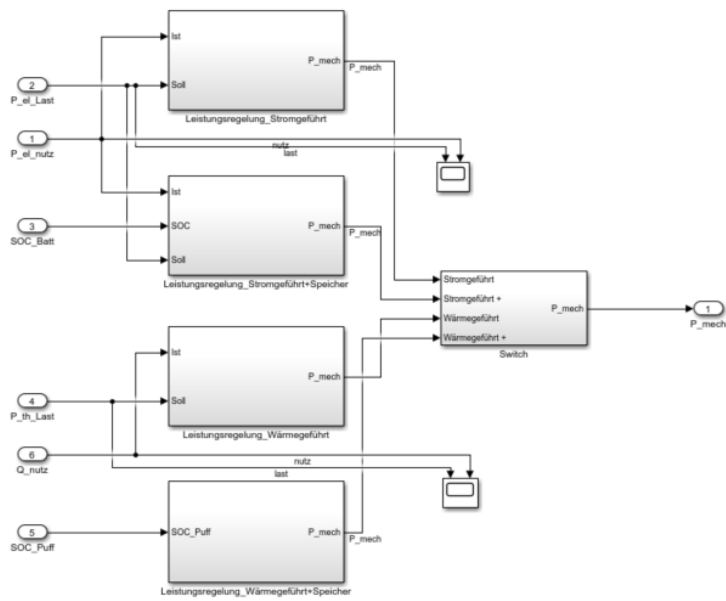 Ist
P_mech
P_mech
2
Soll
P_el_Last
Leistungsregelung_Stromgeführt
1
P_el_nutz
nutz
last
Ist
3
SOC
P_mech
P_mech
SOC_Batt
Soll
Leistungsregelung_Stromgeführt+Speicher
Stromgeführt
Stromgeführt +
P_mech
1
Wärmegeführt
P_mech
Wärmegeführt +
Switch
Ist
P_mech
4
Soll
P_th_Last
Leistungsregelung_Wärmegeführt
6
nutz
Q_nutz
last
5
SOC_Puff
P_mech
P_mech
SOC_Puff
Leistungsregelung_Wärmegeführt+Speicher